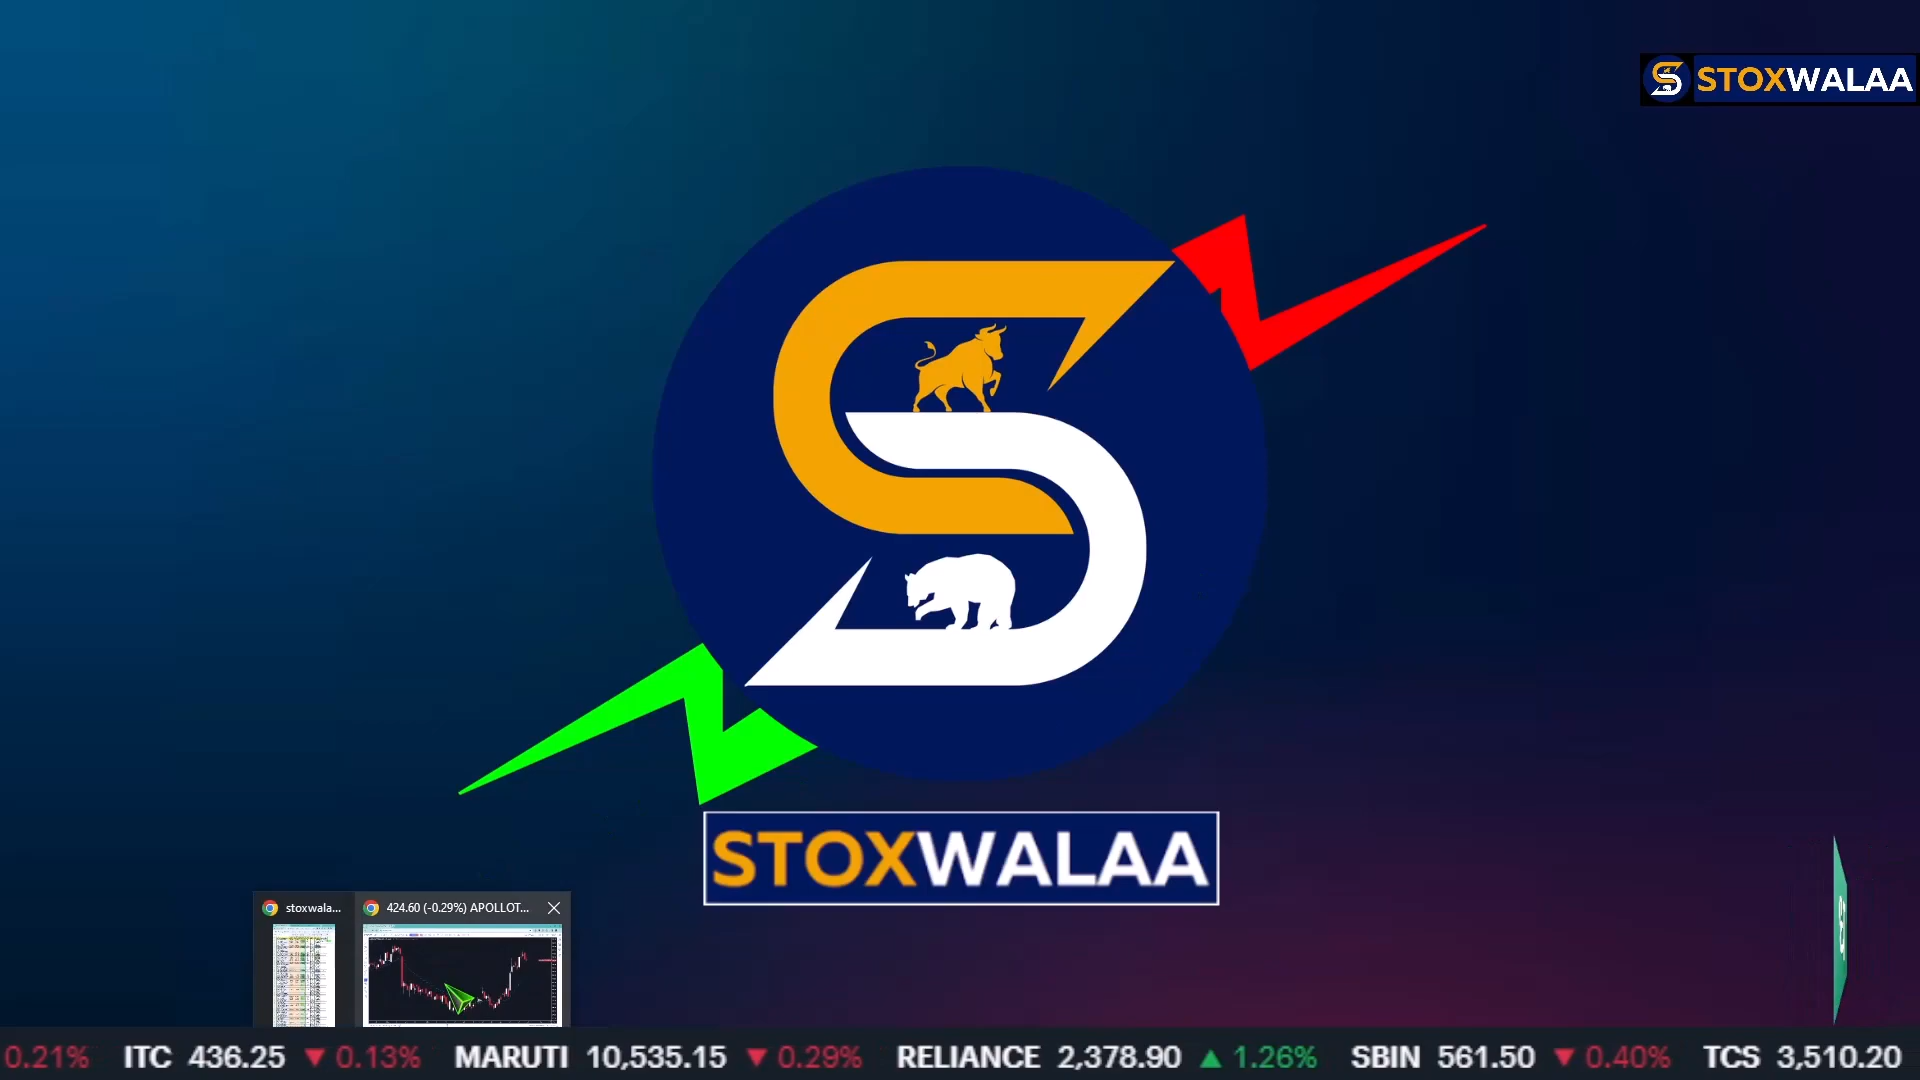 STOXWALAA
STOXWALAA
stoxwala...
424.60 (-0.29%) APOLLOT...
0.21% ITC 436.25 ▼ 0.13% MARUTI 10,535.15 ▼ 0.29% RELIANCE 2,378.90 ▲ 1.26% SBIN 561.50 ▼ 0.40% TCS 3,510.20